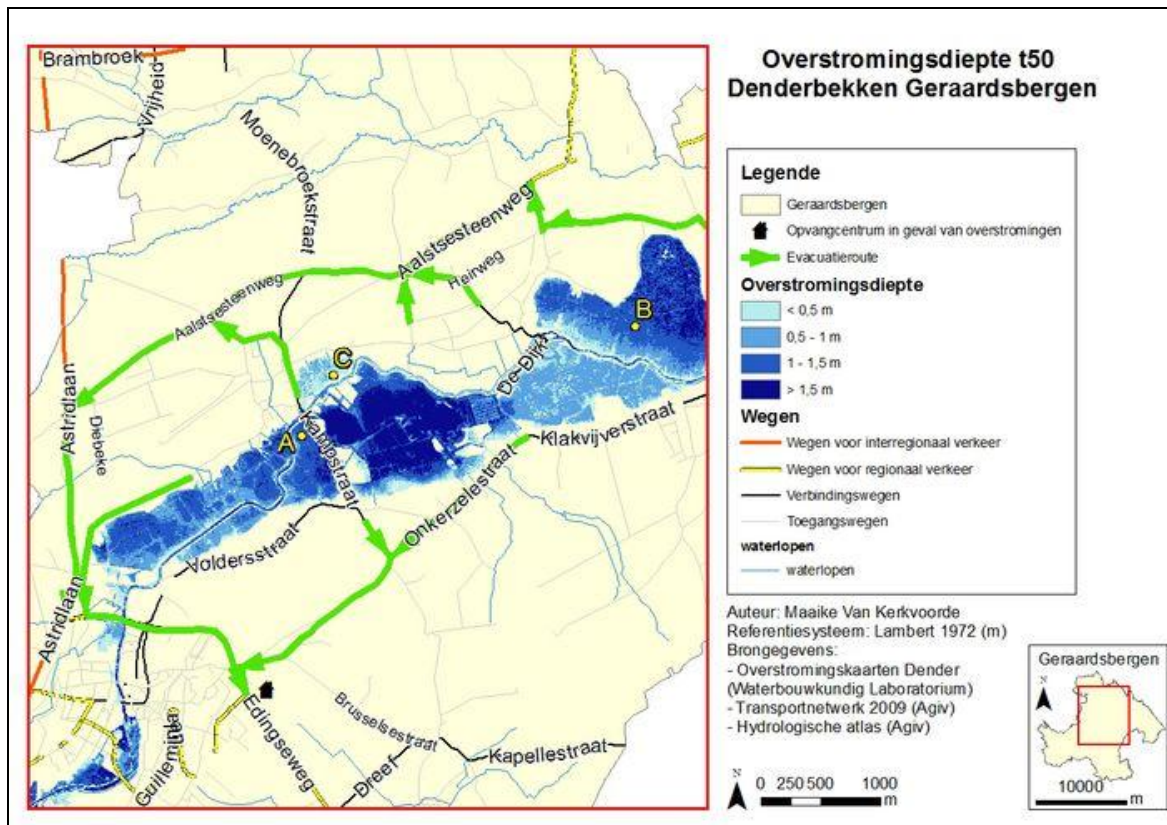 Overstromingsdiepte t50
Denderbekken Geraardsbergen
Brambroek
Vrijheid
Moenebroekstraat
Aalstsesteenweg
Heirweg
Aalstsesteenweg
B
C
De Dijk
Astridlaan
Diebeke
A
Kampstraat
Klakvijverstraat
Onkerzelestraat
Voldersstraat
Astridlaan
Edingseweg
Brusselsestraat
Guilleminla
Dreef
Kapellestraat
Legende
Geraardsbergen
Opvangcentrum in geval van overstromingen
Evacuatieroute
Overstromingsdiepte
< 0,5 m
0,5 - 1 m
1 - 1,5 m
> 1,5 m
Wegen
Wegen voor interregionaal verkeer
Wegen voor regionaal verkeer
Verbindingswegen
Toegangswegen
waterlopen
waterlopen
Auteur: Maaike Van Kerkvoorde
Referentiesysteem: Lambert 1972 (m)
Brongegevens:
- Overstromingskaarten Dender
(Waterbouwkundig Laboratorium)
- Transportnetwerk 2009 (Agiv)
- Hydrologische atlas (Agiv)
N
0 250 500 1000
m
Geraardsbergen
N
10000
m